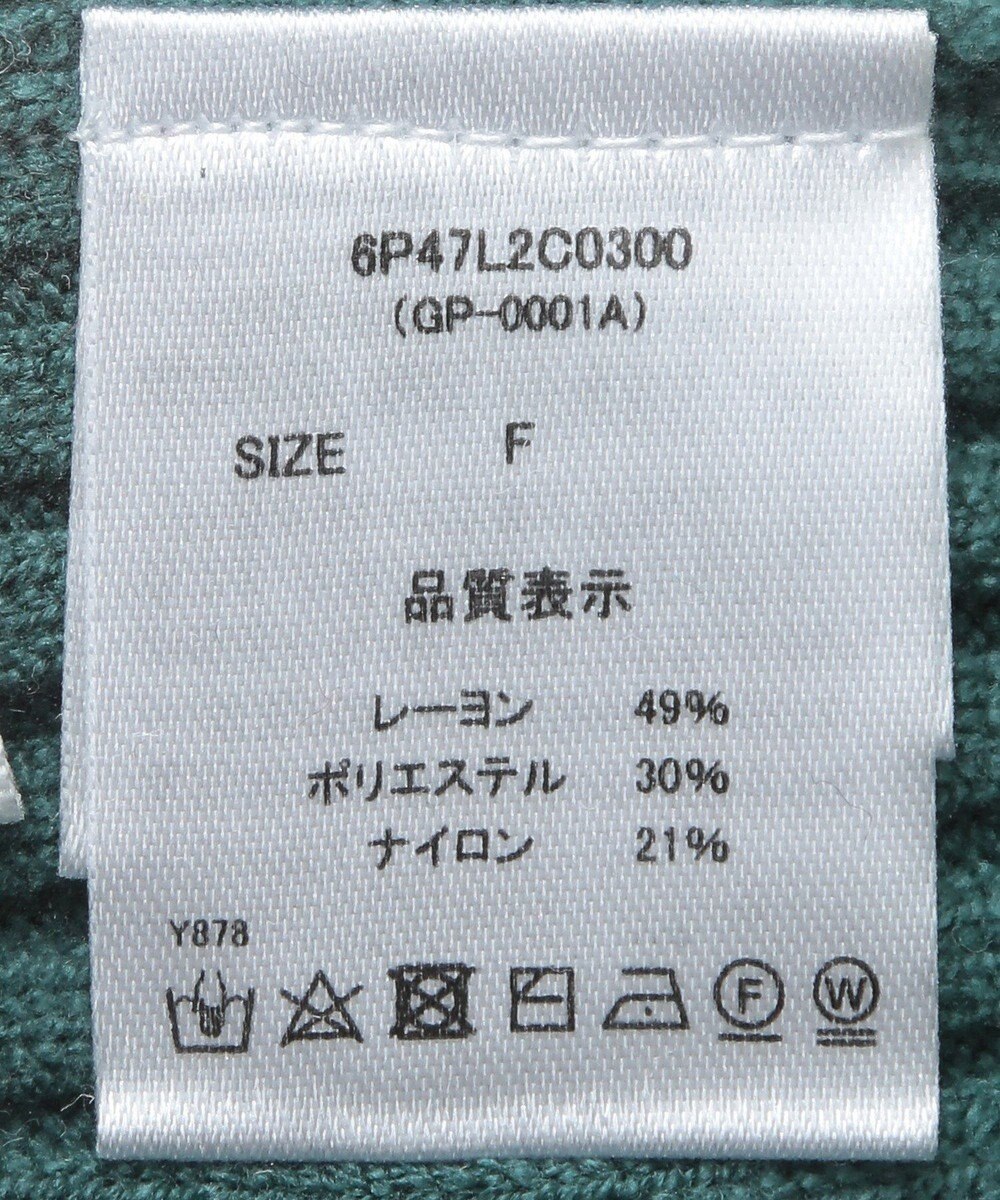 6P47L2C0300
(GP-0001A)
SIZE F
品質表示
レーヨン 49%
ポリエステル 30%
ナイロン 21%
Y878
F W